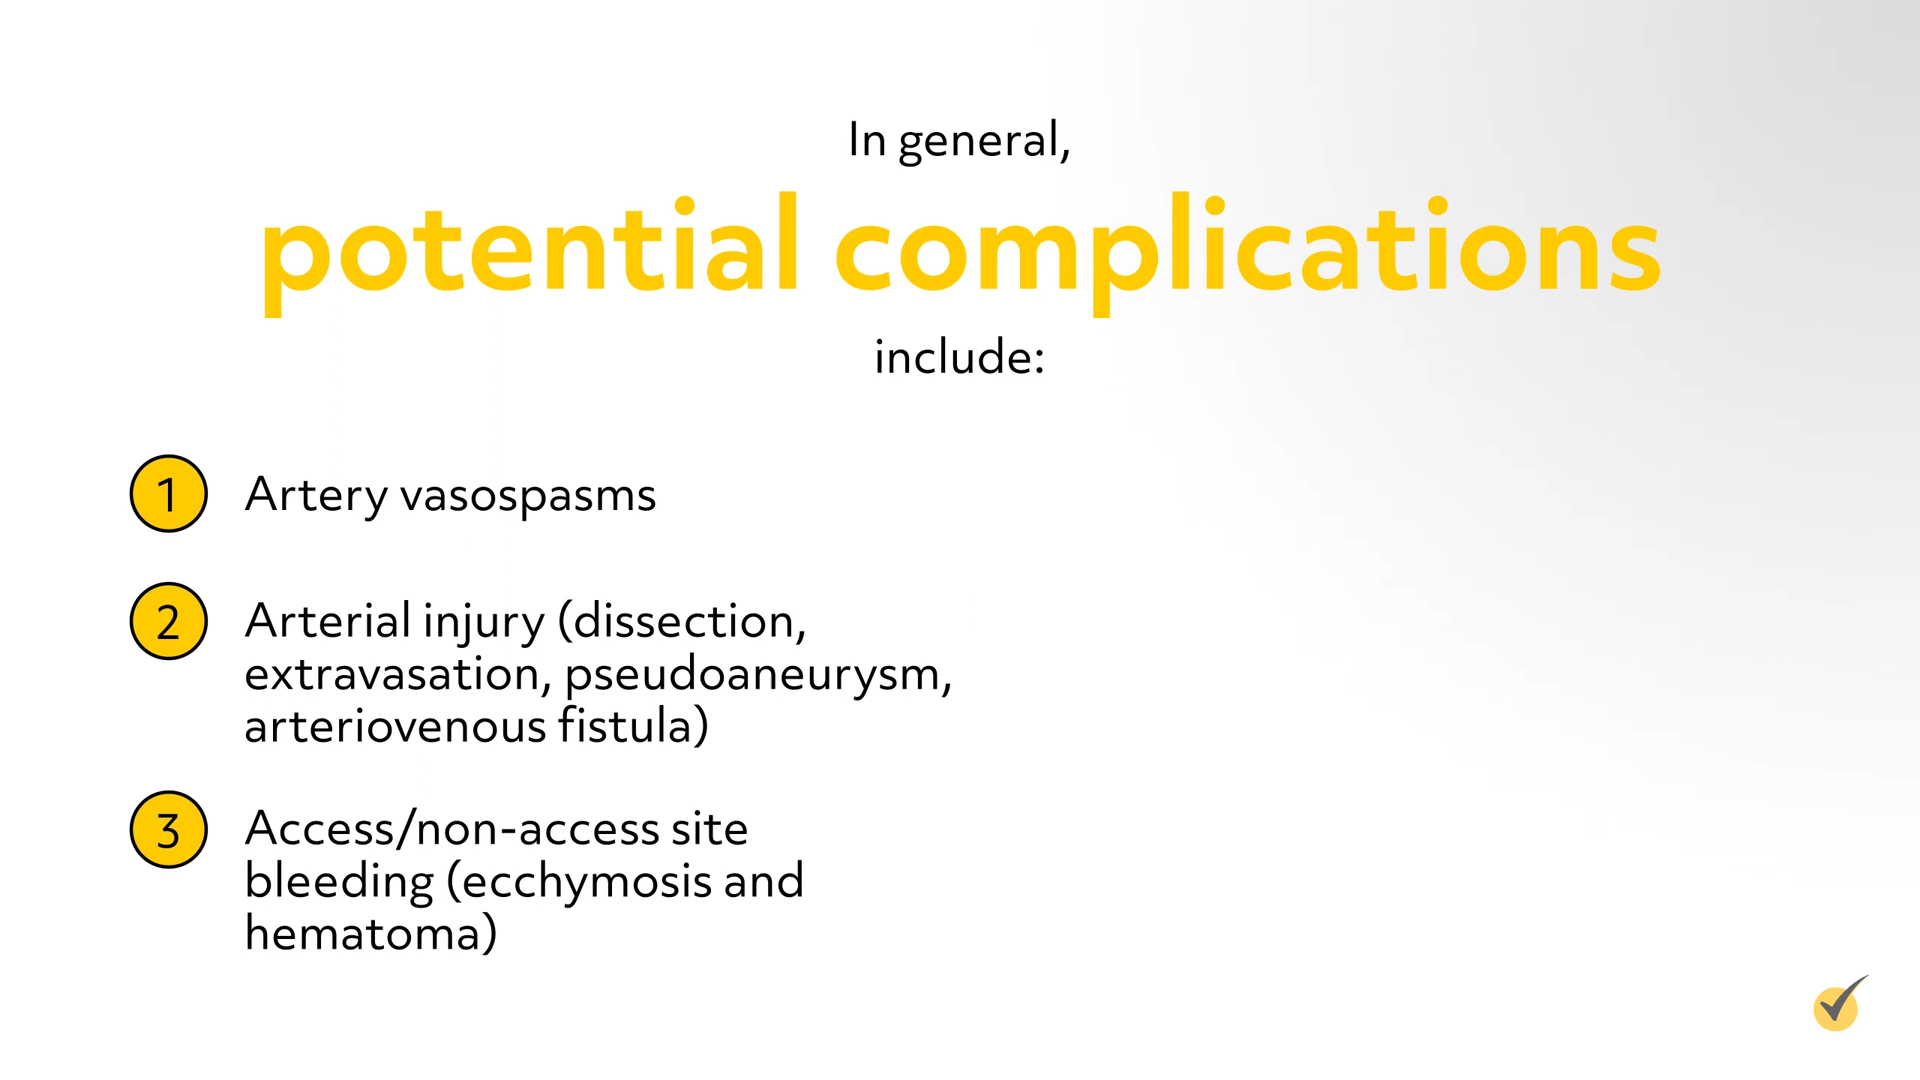 In general,
potential complications
include:
1 Artery vasospasms
2 Arterial injury (dissection,
extravasation, pseudoaneurysm,
arteriovenous fistula)
3 Access/non-access site
bleeding (ecchymosis and
hematoma)